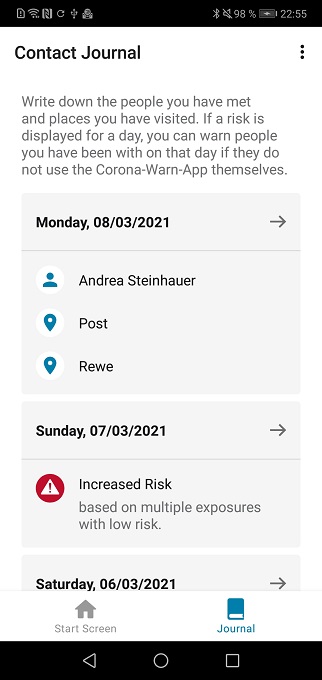 98 % 22:55
Contact Journal
Write down the people you have met
and places you have visited. If a risk is
displayed for a day, you can warn people
you have been with on that day if they do
not use the Corona-Warn-App themselves.
Monday, 08/03/2021
Andrea Steinhauer
Post
Rewe
Sunday, 07/03/2021
Increased Risk
based on multiple exposures
with low risk.
Saturday, 06/03/2021
Start Screen
Journal